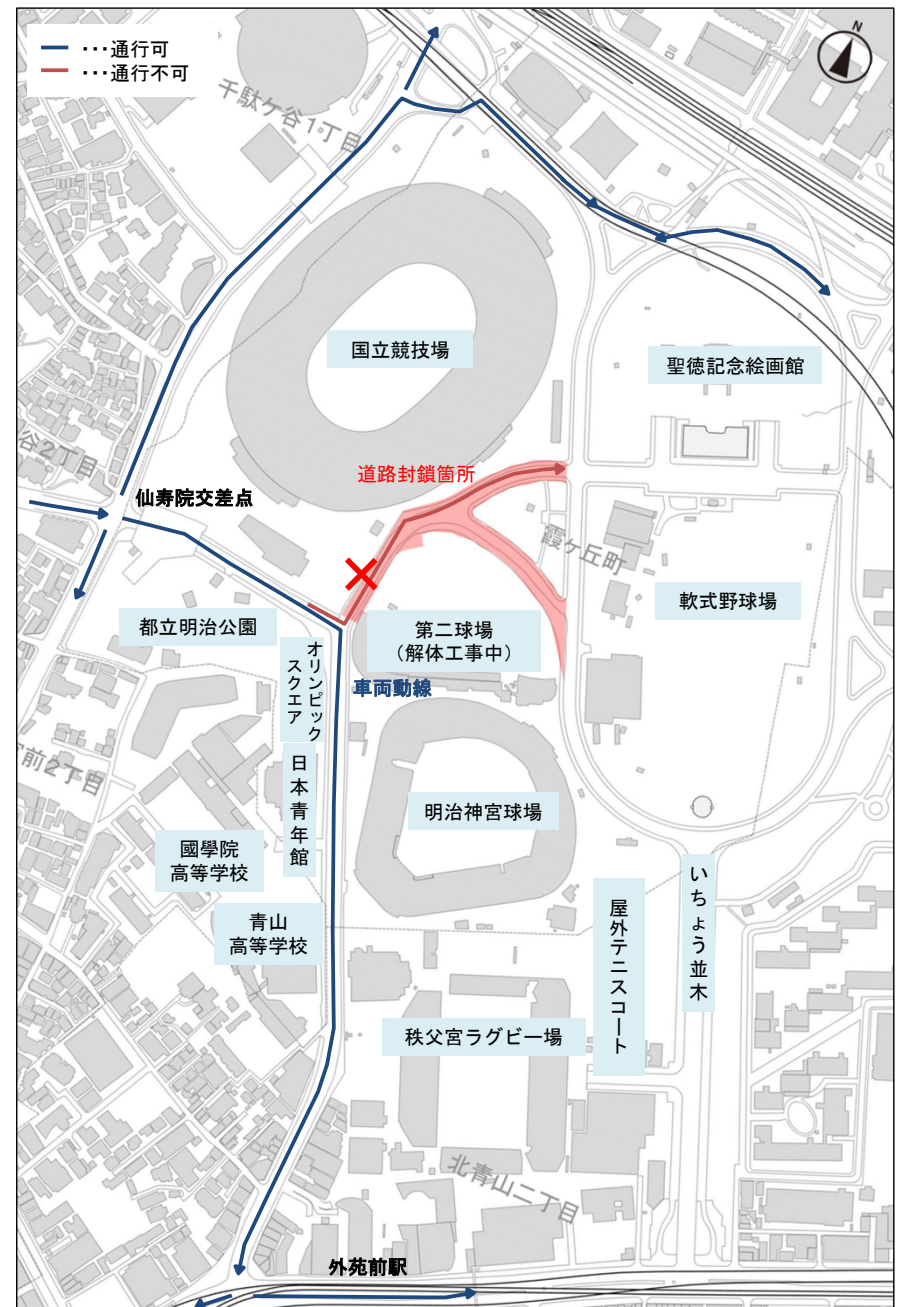 ━ ・・・通行可
━ ・・・通行不可
N
千駄ケ谷1丁目
国立競技場
聖徳記念絵画館
谷2丁目
道路封鎖箇所
仙寿院交差点
霞ヶ丘町
軟式野球場
都立明治公園
第二球場
（解体工事中）
オリンピック
スクエア
車両動線
前2丁目
日本青年館
明治神宮球場
國學院
高等学校
いちょう並木
屋外テニスコート
青山
高等学校
秩父宮ラグビー場
北青山二丁目
外苑前駅